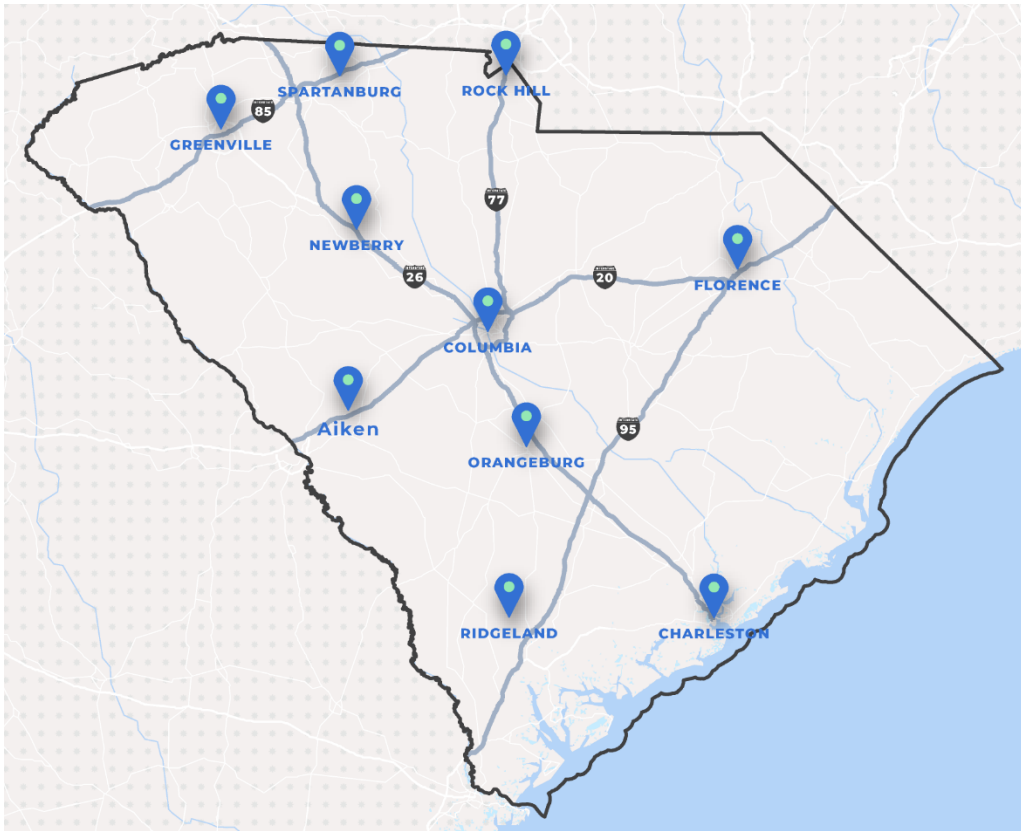 SPARTANBURG
ROCK HILL
85
GREENVILLE
77
NEWBERRY
26
20
FLORENCE
COLUMBIA
Aiken
95
ORANGEBURG
RIDGELAND
CHARLESTON